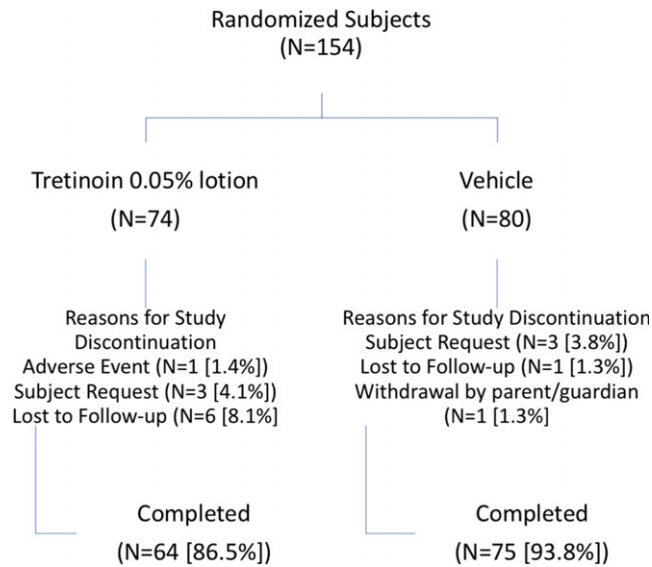 Randomized Subjects
(N=154)
Tretinoin 0.05% lotion
(N=74)
Vehicle
(N=80)
Reasons for Study
Discontinuation
Adverse Event (N=1 [1.4%])
Subject Request (N=3 [4.1%])
Lost to Follow-up (N=6 [8.1%]
Reasons for Study Discontinuation
Subject Request (N=3 [3.8%])
Lost to Follow-up (N=1 [1.3%])
Withdrawal by parent/guardian
(N=1 [1.3%]
Completed
(N=64 [86.5%])
Completed
(N=75 [93.8%])